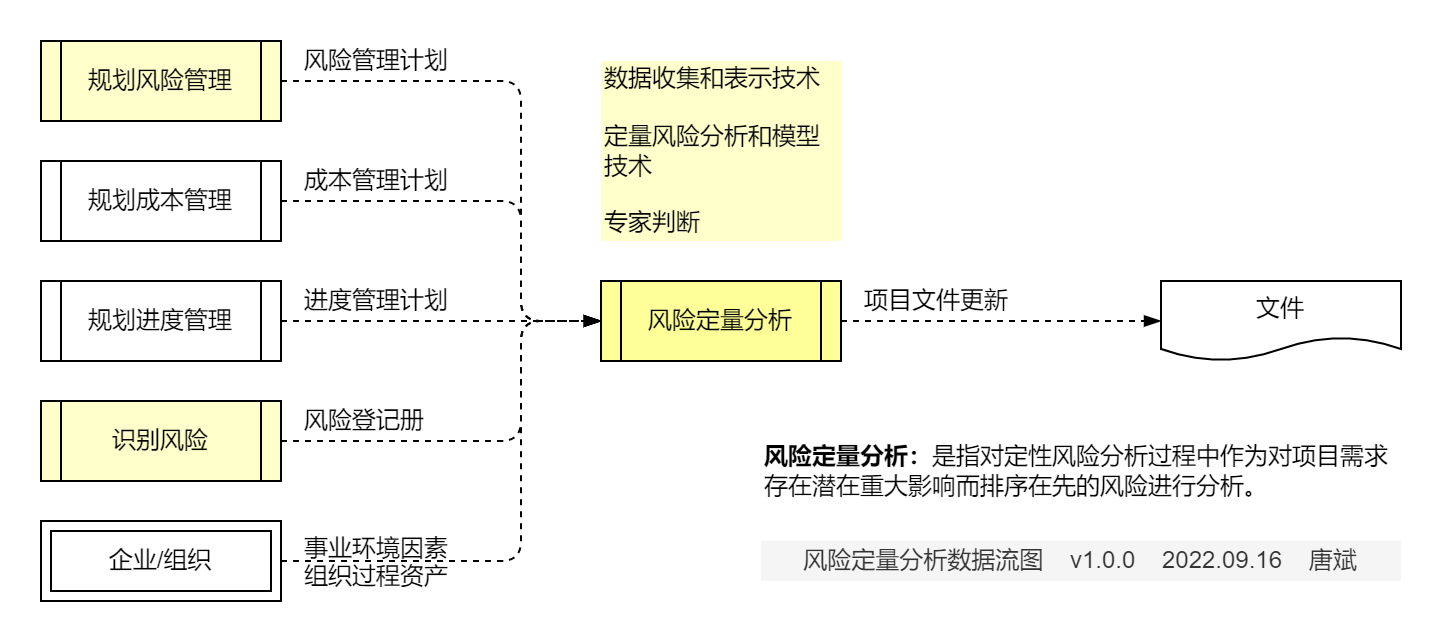 规划风险管理
风险管理计划
规划成本管理
成本管理计划
规划进度管理
进度管理计划
识别风险
风险登记册
企业/组织
事业环境因素
组织过程资产
数据收集和表示技术
定量风险分析和模型
技术
专家判断
风险定量分析
项目文件更新
文件
风险定量分析：是指对定性风险分析过程中作为对项目需求
存在潜在重大影响而排序在先的风险进行分析。
风险定量分析数据流图 v1.0.0 2022.09.16 唐斌